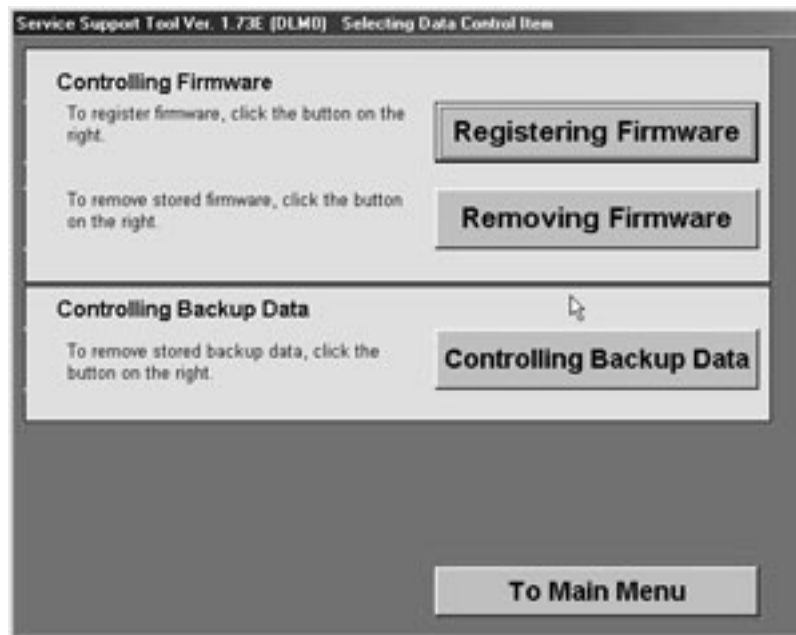 Service Support Tool Ver. 1.73E (DLM0) Selecting Data Control Item
Controlling Firmware
To register firmware, click the button on the
right.
Registering Firmware
To remove stored firmware, click the button
on the right.
Removing Firmware
Controlling Backup Data
To remove stored backup data, click the
button on the right.
Controlling Backup Data
To Main Menu